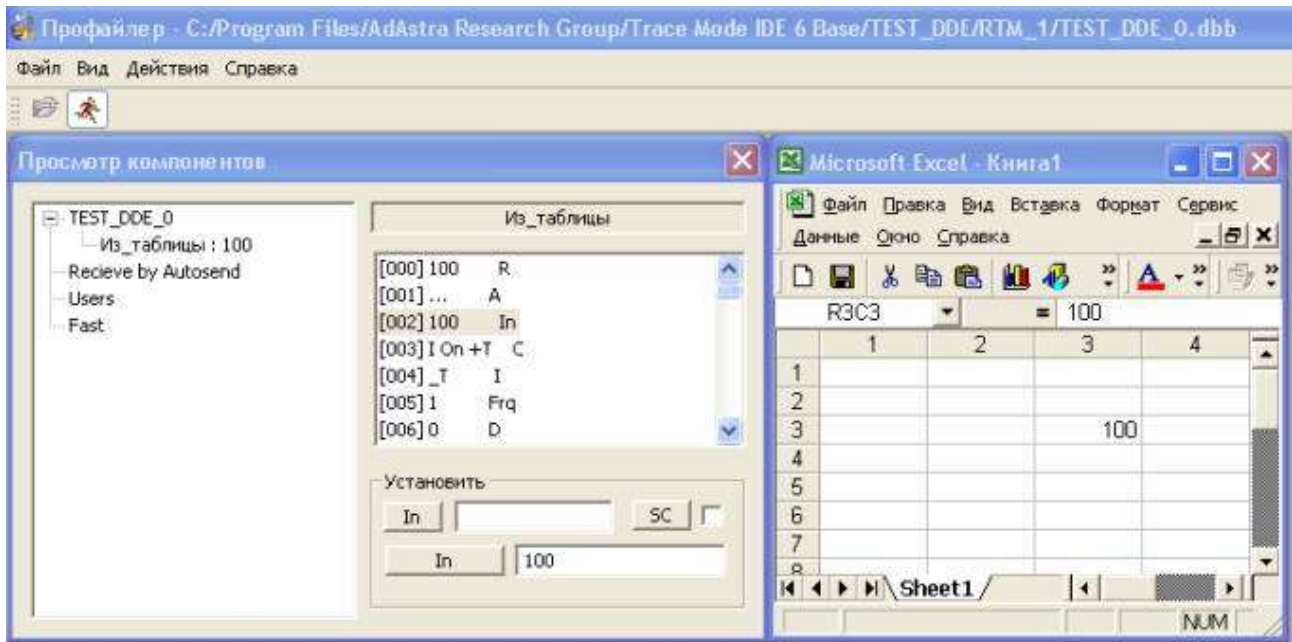 Профайлер - C:/Program Files/AdAstra Research Group/Trace Mode IDE 6 Base/TEST_DDE/RTM_1/TEST_DDE_0.dbb
Файл Вид Действия Справка
Просмотр компонентов
TEST_DDE_0
Из_таблицы : 100
Recieve by Autosend
Users
Fast
Из_таблицы
[000] 100 R
[001] ... A
[002] 100 In
[003] I On +T C
[004] _T I
[005] 1 Frq
[006] 0 D
Установить
In SC
In 100
Microsoft Excel - Книга1
Файл Правка Вид Вставка Формат Сервис
Данные Окно Справка
R3C3 = 100
1 2 3 4
1
2
3 100
4
5
6
7
8
Sheet1
NUM